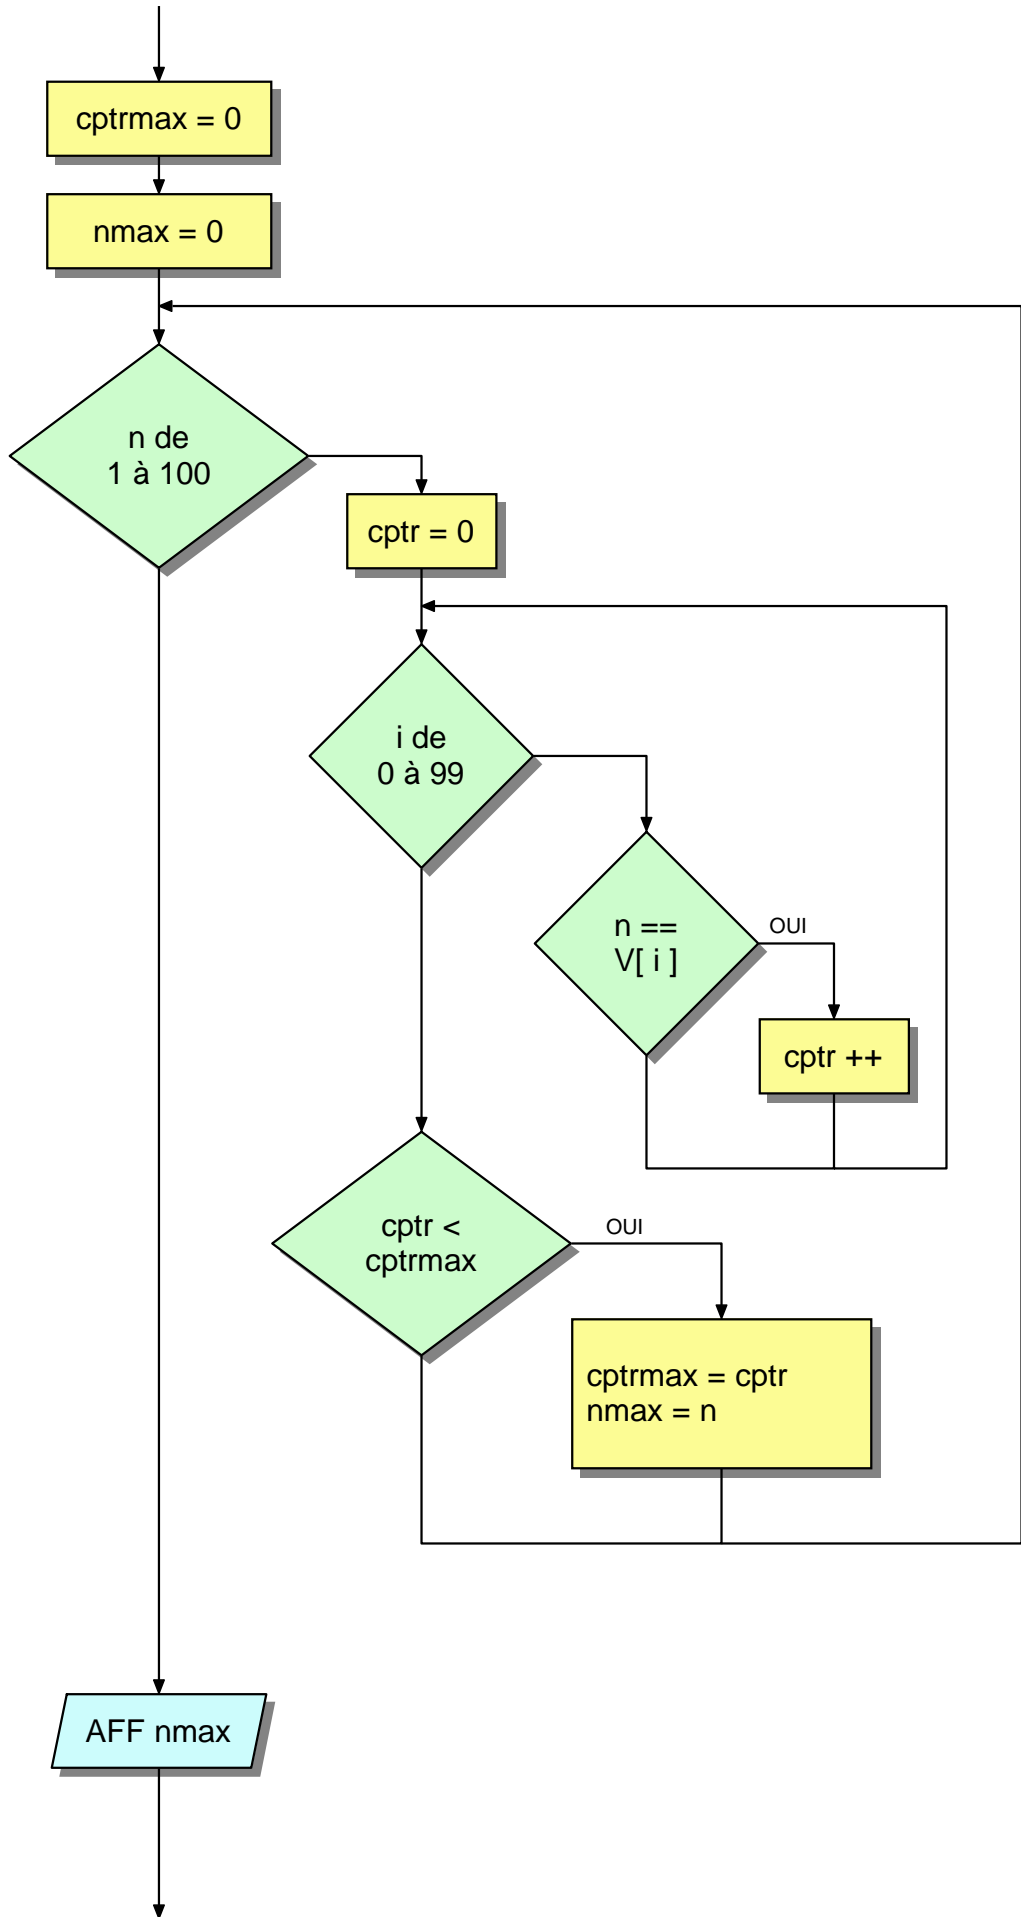 cptrmax = 0
nmax = 0
n de
1 à 100
cptr = 0
i de
0 à 99
n ==
V[ i ]
OUI
cptr ++
cptr <
cptrmax
OUI
cptrmax = cptr
nmax = n
AFF nmax